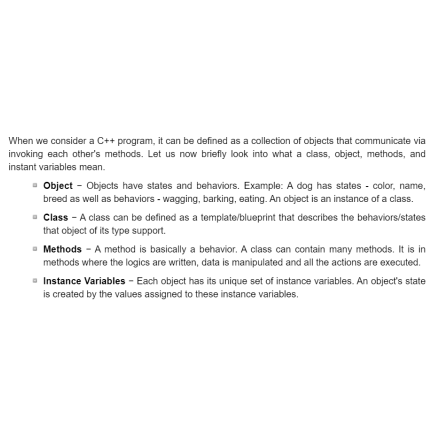 When we consider a C++ program, it can be defined as a collection of objects that communicate via
invoking each other's methods. Let us now briefly look into what a class, object, methods, and
instant variables mean.
Object − Objects have states and behaviors. Example: A dog has states - color, name,
breed as well as behaviors - wagging, barking, eating. An object is an instance of a class.
Class − A class can be defined as a template/blueprint that describes the behaviors/states
that object of its type support.
Methods − A method is basically a behavior. A class can contain many methods. It is in
methods where the logics are written, data is manipulated and all the actions are executed.
Instance Variables − Each object has its unique set of instance variables. An object's state
is created by the values assigned to these instance variables.